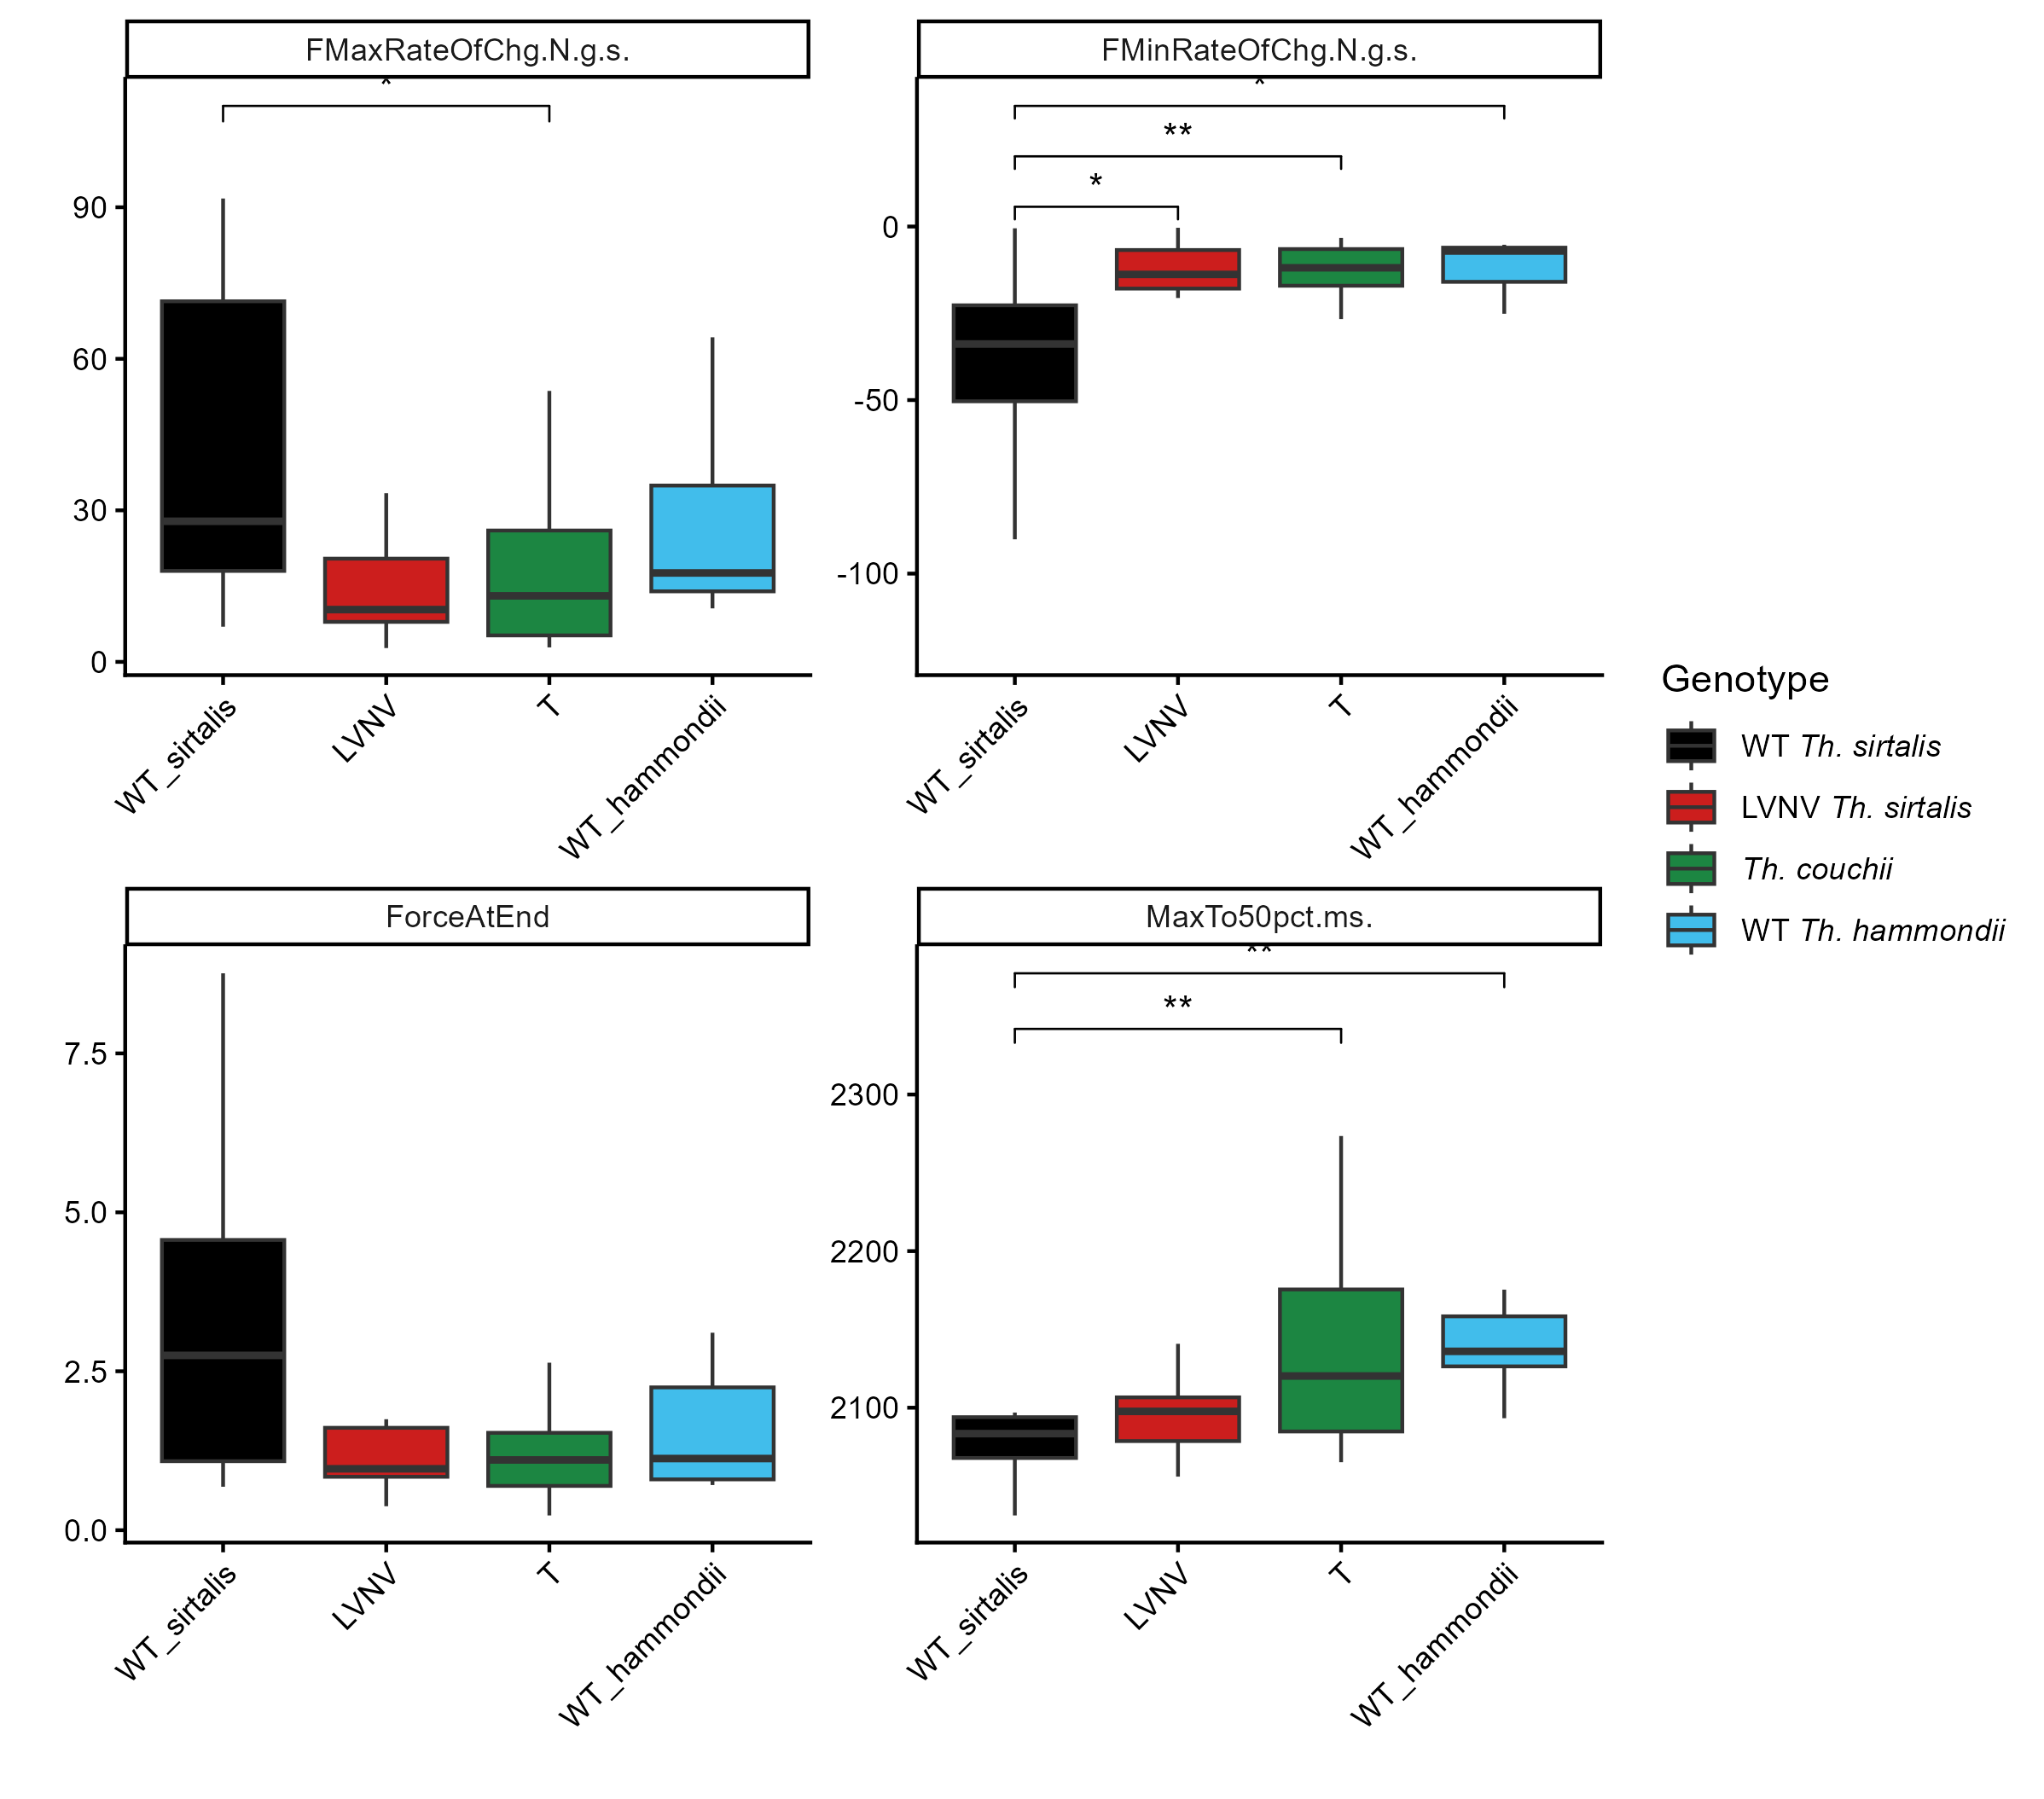 FMaxRateOfChg.N.g.s.
*
90
60
30
0
WT_sirtalis
LVNV
T
WT_hammondii
FMinRateOfChg.N.g.s.
*
**
*
0
-50
-100
WT_sirtalis
LVNV
T
WT_hammondii
Genotype
WT Th. sirtalis
LVNV Th. sirtalis
Th. couchii
WT Th. hammondii
ForceAtEnd
7.5
5.0
2.5
0.0
WT_sirtalis
LVNV
T
WT_hammondii
MaxTo50pct.ms.
**
**
2300
2200
2100
WT_sirtalis
LVNV
T
WT_hammondii